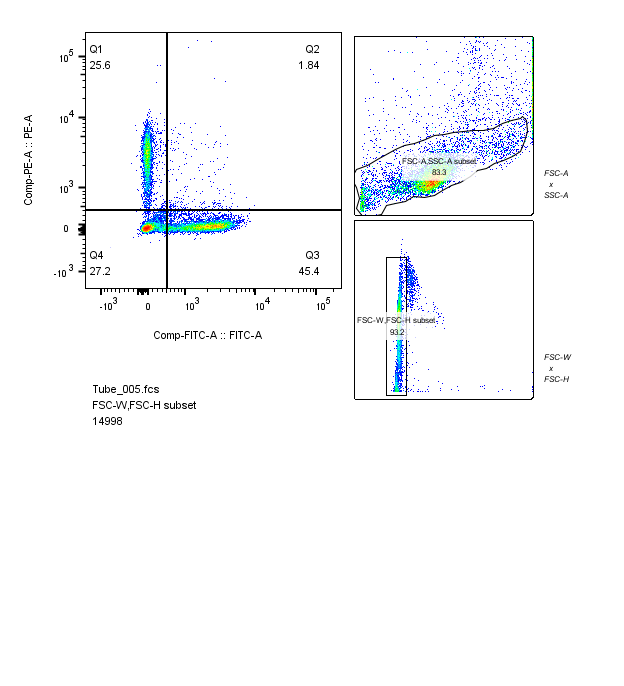 Q1
25.6
Q2
1.84
Q4
27.2
Q3
45.4
10^5
10^4
10^3
0
-10^3
Comp-PE-A :: PE-A
-10^3
0
10^3
10^4
10^5
Comp-FITC-A :: FITC-A
Tube_005.fcs
FSC-W,FSC-H subset
14998
FSC-A,SSC-A subset
83.3
FSC-A
x
SSC-A
FSC-W,FSC-H subset
93.2
FSC-W
x
FSC-H